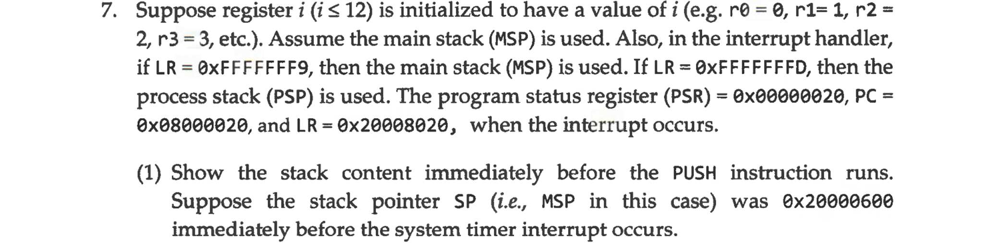 7. Suppose register i (i ≤ 12) is initialized to have a value of i (e.g. r0 = 0, r1= 1, r2 =
2, r3 = 3, etc.). Assume the main stack (MSP) is used. Also, in the interrupt handler,
if LR = 0xFFFFFFF9, then the main stack (MSP) is used. If LR = 0xFFFFFFFD, then the
process stack (PSP) is used. The program status register (PSR) = 0x00000020, PC =
0x08000020, and LR = 0x20008020, when the interrupt occurs.
(1) Show the stack content immediately before the PUSH instruction runs.
Suppose the stack pointer SP (i.e., MSP in this case) was 0x20000600
immediately before the system timer interrupt occurs.